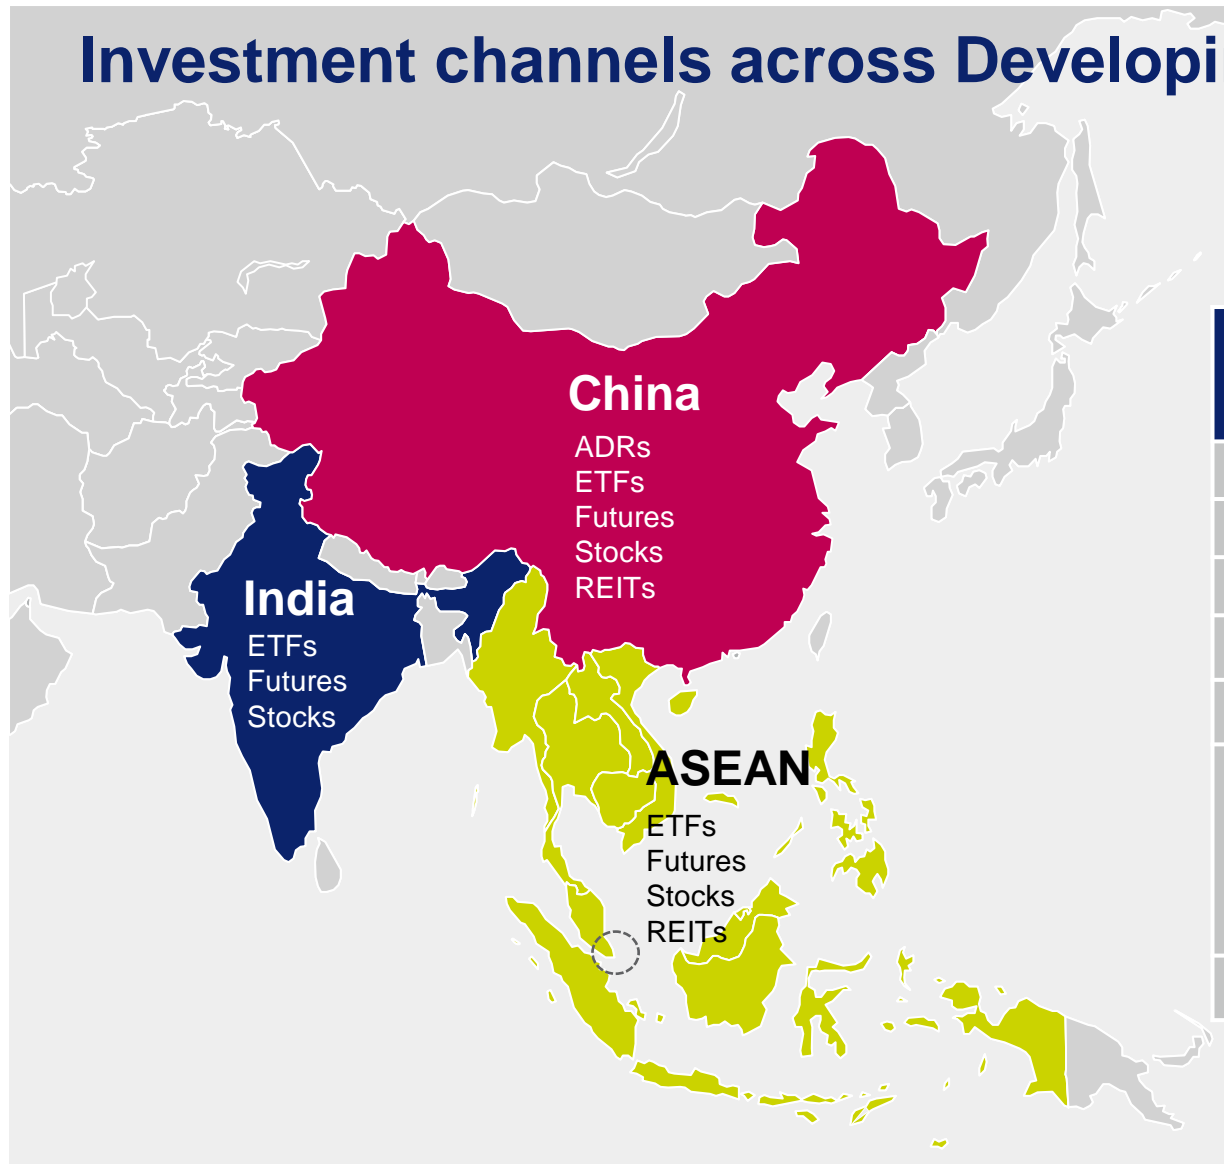 Investment channels across Developi
China
ADRs
ETFs
Futures
Stocks
REITs
India
ETFs
Futures
Stocks
ASEAN
ETFs
Futures
Stocks
REITs